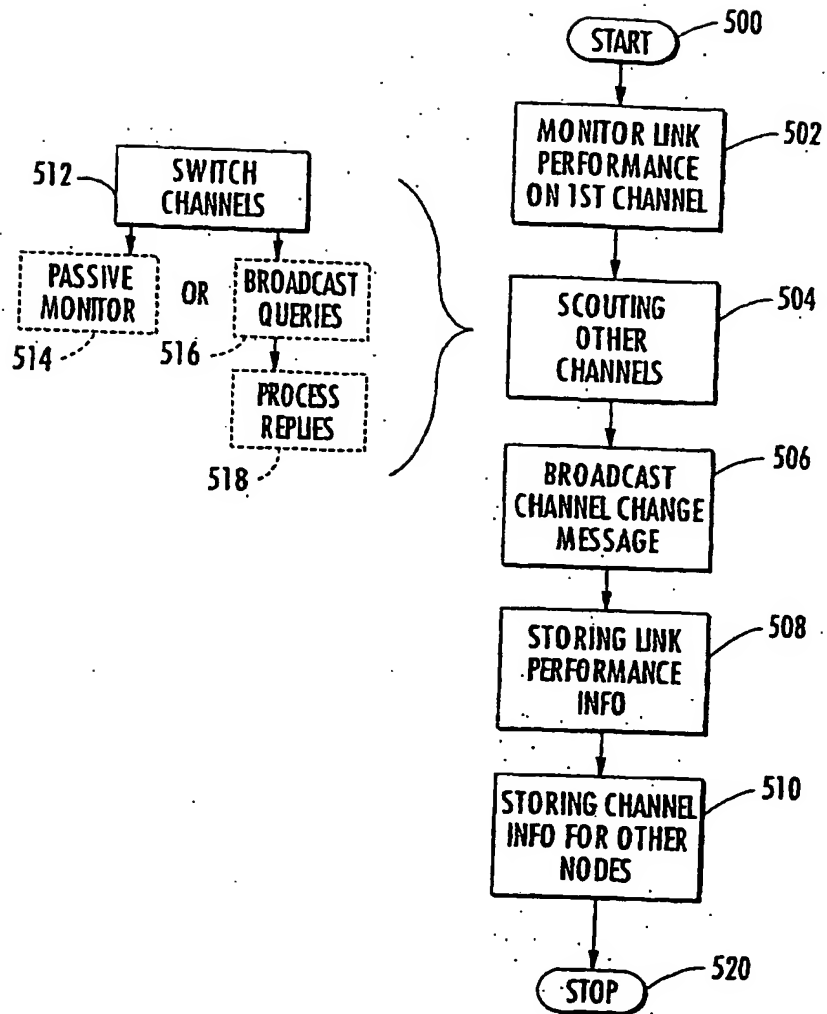 START
500
MONITOR LINK
PERFORMANCE
ON 1ST CHANNEL
502
512
SWITCH
CHANNELS
PASSIVE
MONITOR
OR
BROADCAST
QUERIES
514
516
PROCESS
REPLIES
518
SCOUTING
OTHER
CHANNELS
504
BROADCAST
CHANNEL CHANGE
MESSAGE
506
STORING LINK
PERFORMANCE
INFO
508
STORING CHANNEL
INFO FOR OTHER
NODES
510
STOP
520